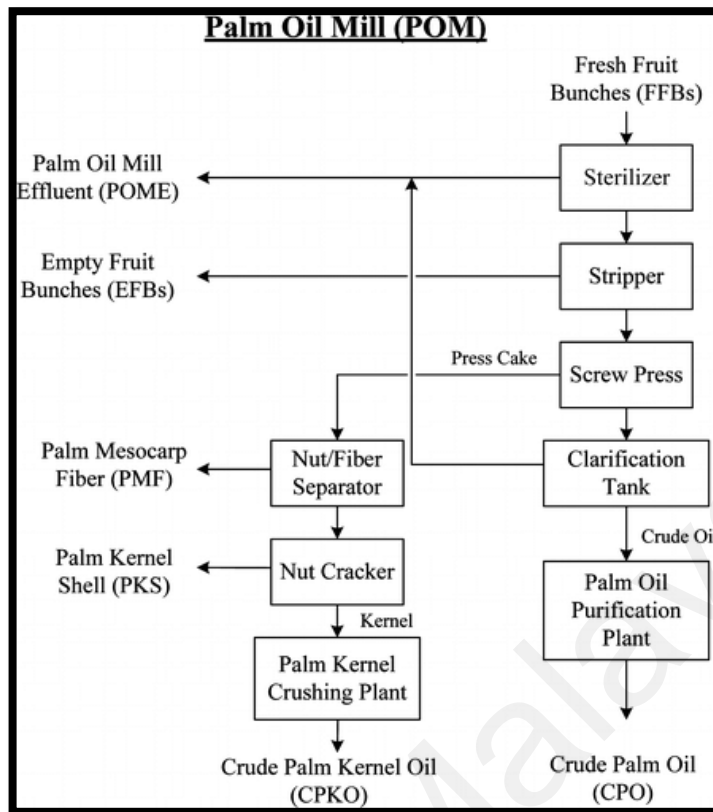 Palm Oil Mill (POM)
Fresh Fruit
Bunches (FFBs)
Palm Oil Mill
Effluent (POME)
Sterilizer
Empty Fruit
Bunches (EFBs)
Stripper
Press Cake
Screw Press
Palm Mesocarp
Fiber (PMF)
Nut/Fiber
Separator
Clarification
Tank
Crude Oil
Palm Kernel
Shell (PKS)
Nut Cracker
Palm Oil
Purification
Plant
Kernel
Palm Kernel
Crushing Plant
Crude Palm Kernel Oil
(CPKO)
Crude Palm Oil
(CPO)
Malay